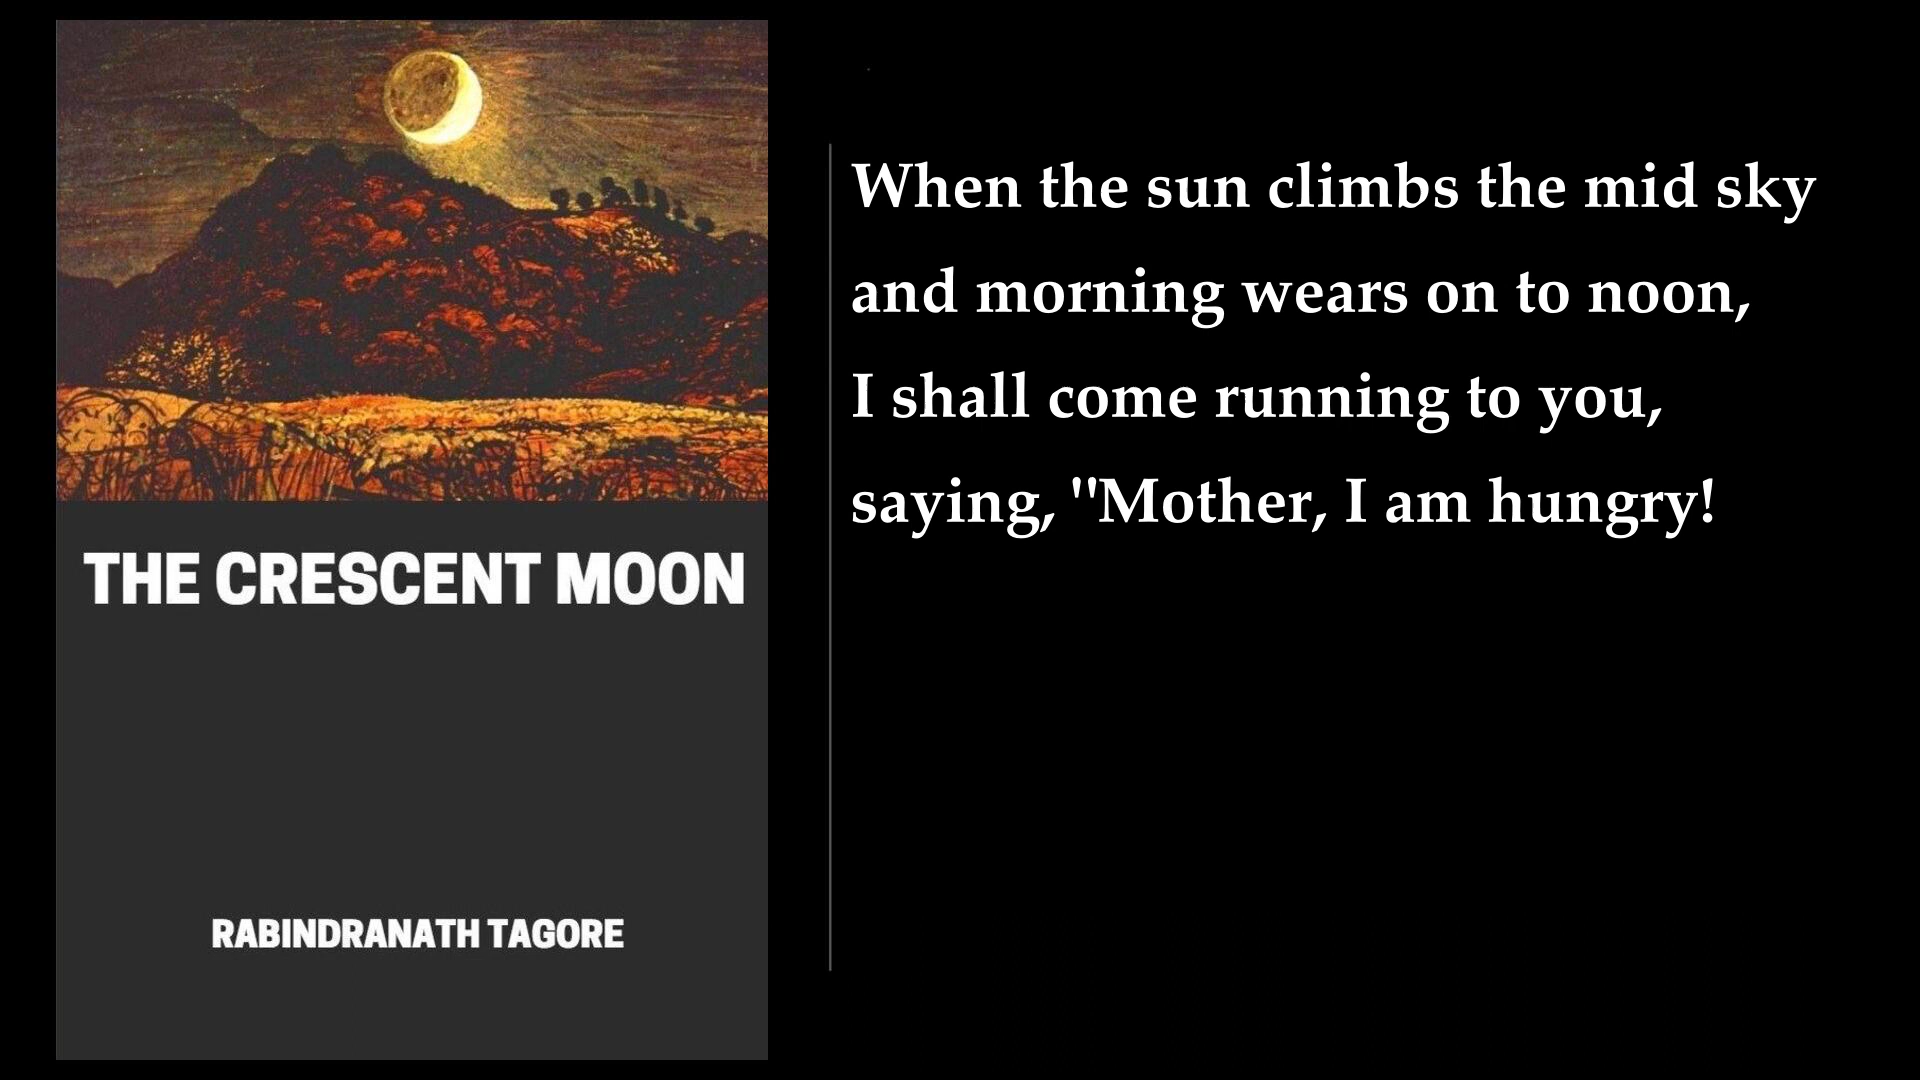 THE CRESCENT MOON
RABINDRANATH TAGORE
When the sun climbs the mid sky
and morning wears on to noon,
I shall come running to you,
saying, "Mother, I am hungry!